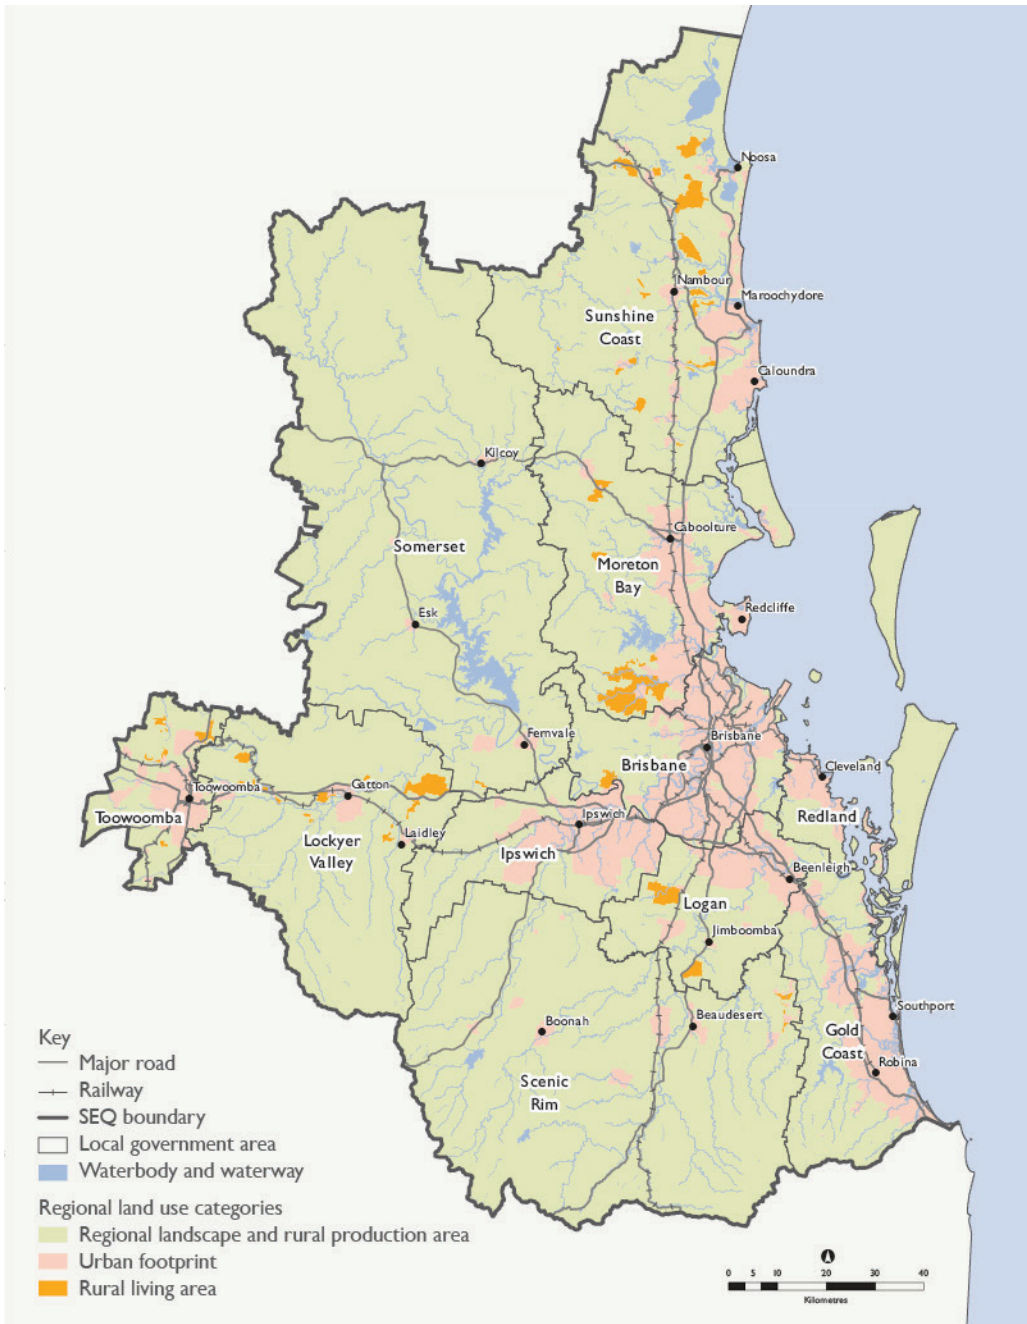 Noosa
Nambour
Maroochydore
Sunshine
Coast
Caloundra
Kilcoy
Caboolture
Somerset
Moreton
Bay
Redcliffe
Esk
Fernvale
Brisbane
Brisbane
Cleveland
Toowoomba
Gatton
Toowoomba
Redland
Ipswich
Laidley
Lockyer
Valley
Ipswich
Beenleigh
Logan
Jimboomba
Southport
Boonah
Beaudesert
Gold
Coast
Robina
Scenic
Rim
Key
Major road
Railway
SEQ boundary
Local government area
Waterbody and waterway
Regional land use categories
Regional landscape and rural production area
Urban footprint
Rural living area
0 5 10 20 30 40
Kilometres